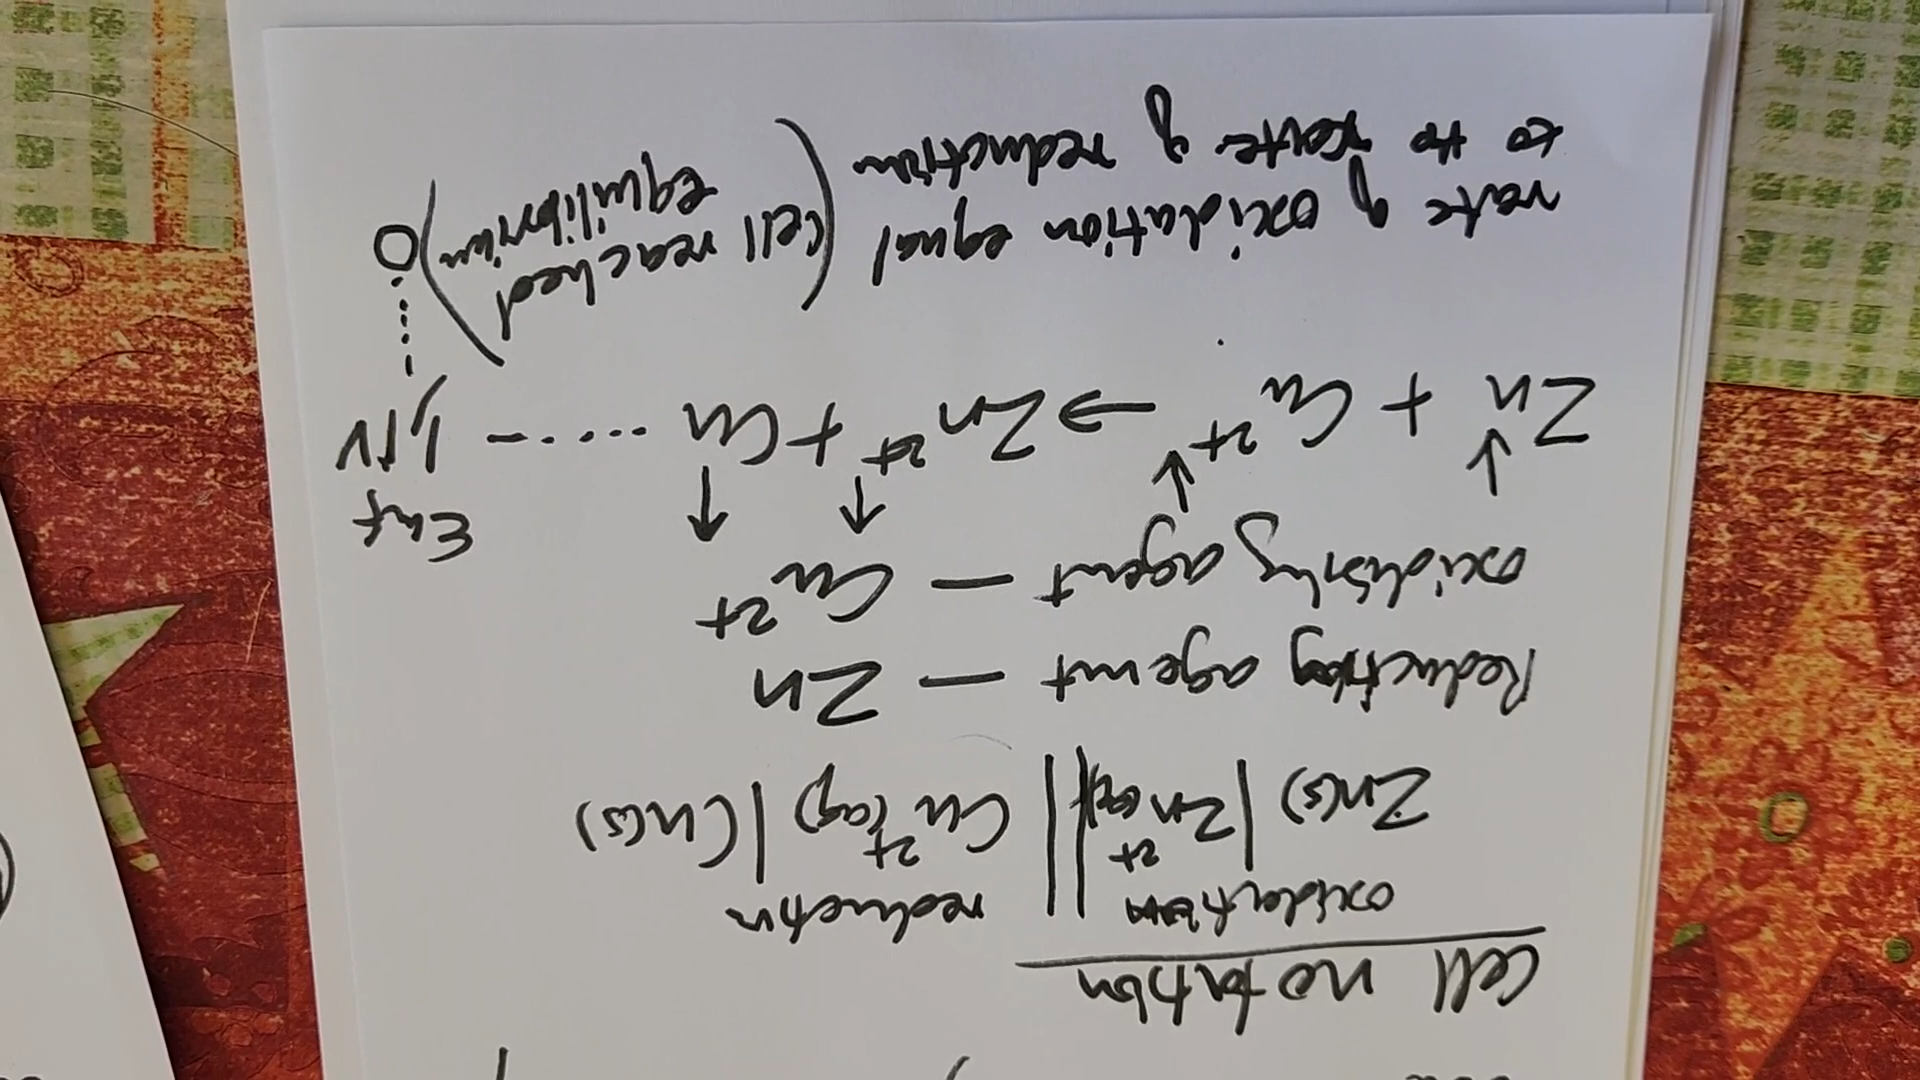 Cell notation
oxidation reduction
Zn(s) | Zn²⁺(aq) || Cu²⁺(aq) | Cu(s)
Reducting agent — Zn
oxidising agent — Cu²⁺
Emf
Zn + Cu²⁺ → Zn²⁺ + Cu ..... 1,1V
0
rate of oxidation equal
to the rate of reduction
(cell reached
equilibrium)